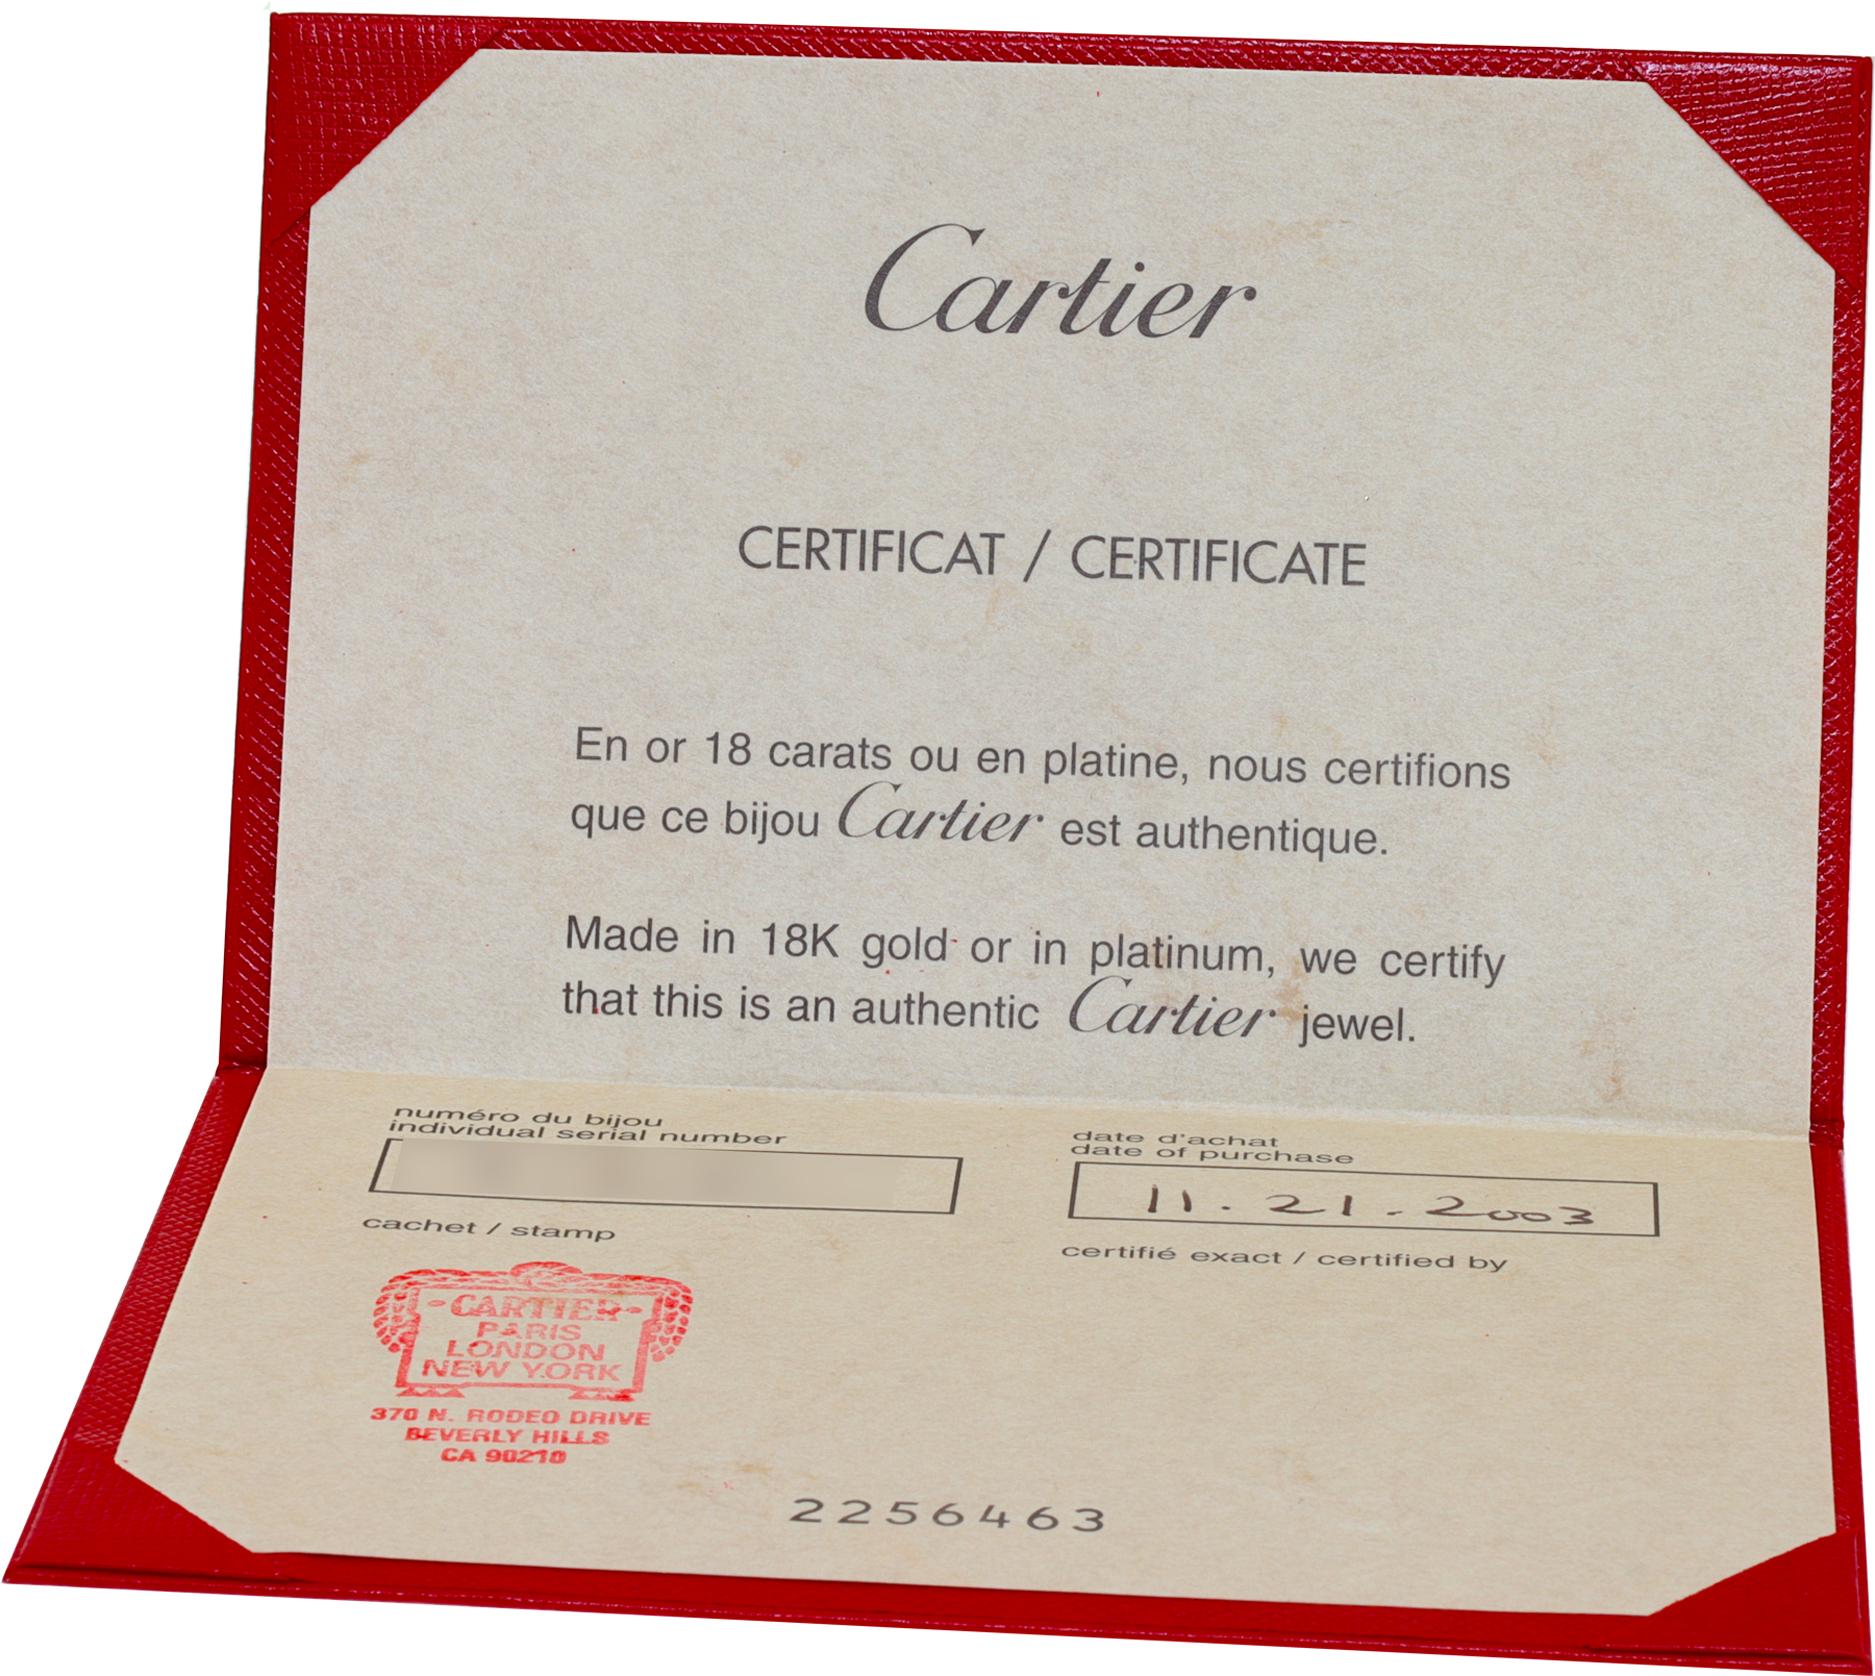 Cartier
CERTIFICAT / CERTIFICATE
En or 18 carats ou en platine, nous certifions
que ce bijou Cartier est authentique.
Made in 18K gold or in platinum, we certify
that this is an authentic Cartier jewel.
numéro du bijou
individual serial number
date d'achat
date of purchase
11 . 21 . 2003
cachet / stamp
certifié exact / certified by
-CARTIER-
PARIS
LONDON
NEW YORK
370 N. RODEO DRIVE
BEVERLY HILLS
CA 90210
2256463